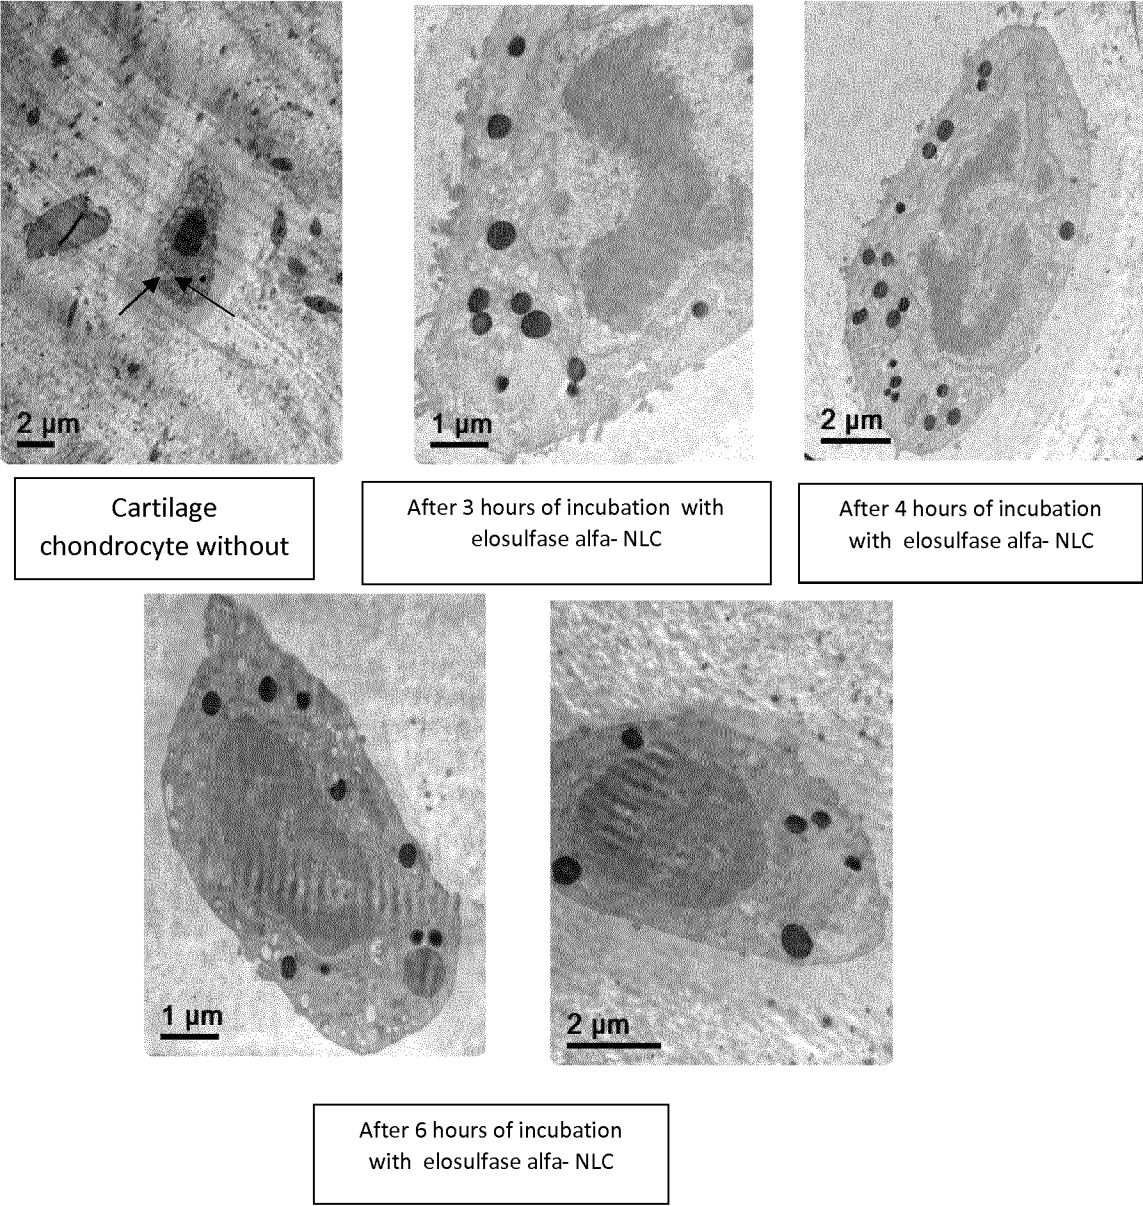 2 µm
1 µm
2 µm
Cartilage
chondrocyte without
After 3 hours of incubation with
elosulfase alfa- NLC
After 4 hours of incubation
with elosulfase alfa- NLC
1 µm
2 µm
After 6 hours of incubation
with elosulfase alfa- NLC